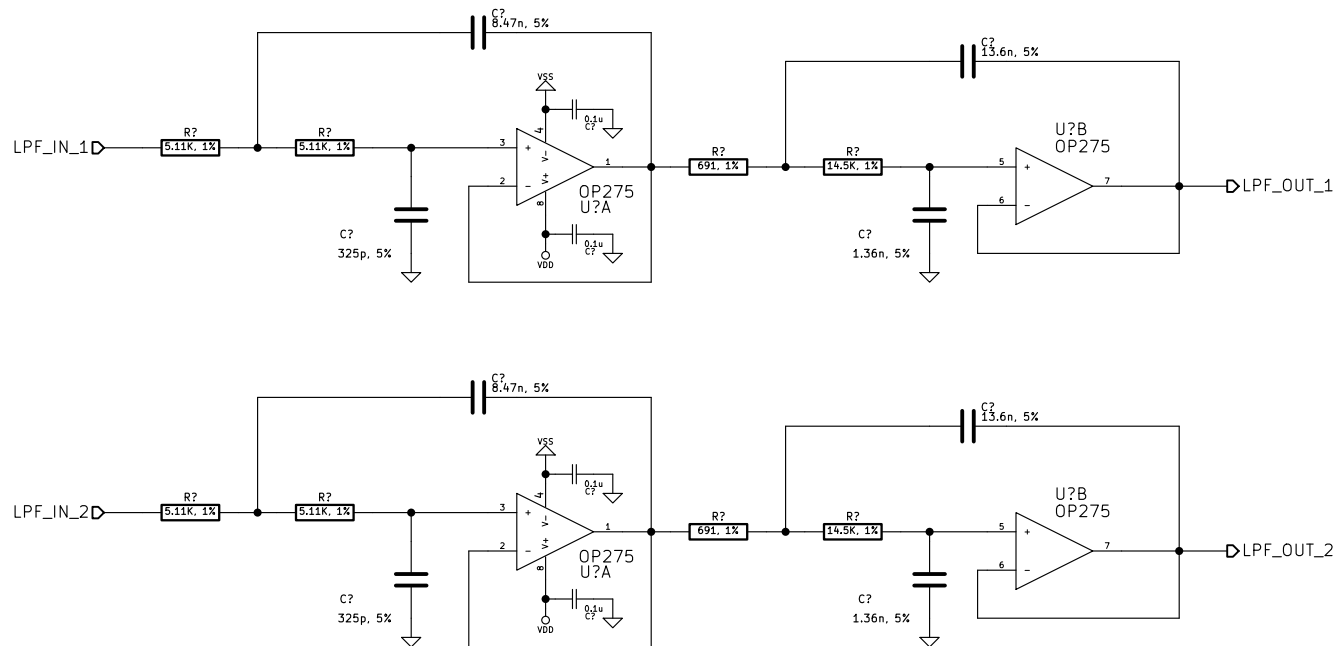 C?
8.47n, 5%
C?
13.6n, 5%
VSS
0.1u
C?
4
V-
LPF_IN_1
R?
5.11K, 1%
R?
5.11K, 1%
3
+
2
-
1
V+
8
OP275
U?A
R?
691, 1%
R?
14.5K, 1%
U?B
OP275
5
+
6
-
7
LPF_OUT_1
C?
325p, 5%
0.1u
C?
VDD
C?
1.36n, 5%
C?
8.47n, 5%
C?
13.6n, 5%
VSS
0.1u
C?
4
V-
LPF_IN_2
R?
5.11K, 1%
R?
5.11K, 1%
3
+
2
-
1
V+
8
OP275
U?A
R?
691, 1%
R?
14.5K, 1%
U?B
OP275
5
+
6
-
7
LPF_OUT_2
C?
325p, 5%
0.1u
C?
VDD
C?
1.36n, 5%